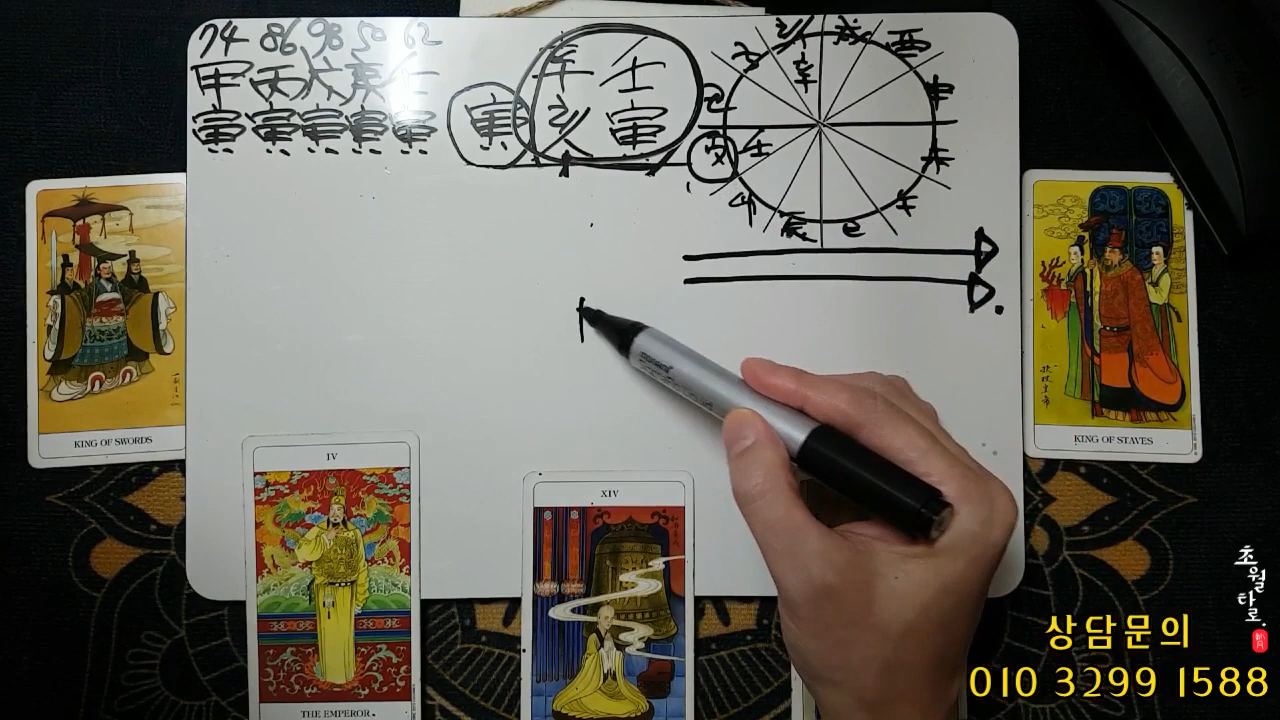 74 86 98 50 62
甲 丙 戊 庚 壬
寅 寅 寅 寅 寅
寅
辛 壬
亥 寅
亥 戌 酉
子 辛 申
壬 未
卯 午
辰 巳
KING OF SWORDS
KING OF STAVES
IV
THE EMPEROR.
XIV
초월타로.
상담문의
010 3299 1588